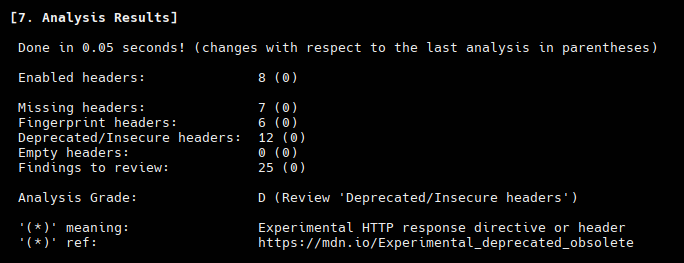 [7. Analysis Results]
Done in 0.05 seconds! (changes with respect to the last analysis in parentheses)
Enabled headers: 8 (0)
Missing headers: 7 (0)
Fingerprint headers: 6 (0)
Deprecated/Insecure headers: 12 (0)
Empty headers: 0 (0)
Findings to review: 25 (0)
Analysis Grade: D (Review 'Deprecated/Insecure headers')
'(*)' meaning: Experimental HTTP response directive or header
'(*)' ref: https://mdn.io/Experimental_deprecated_obsolete